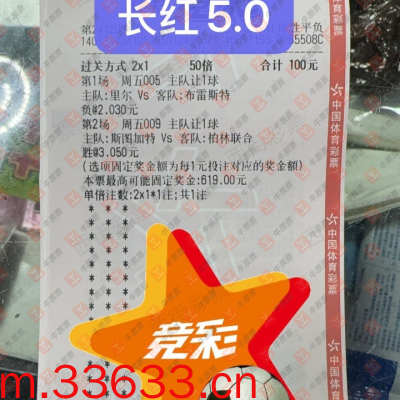 长红5.0
过关方式 2x1 50倍 合计 100元
第1场 周五005 主队让1球
主队:里尔 Vs 客队:布雷斯特
负@2.030元
第2场 周五009 主队让1球
主队:斯图加特 Vs 客队:柏林联合
胜@3.050元
(选项固定奖金额为每1元投注对应的奖金额)
本票最高可能固定奖金:619.00元
单倍注数:2x1*1注;共1注
竞彩
m.33633.cn
中国体育彩票
中国体育彩票
中国体育彩票